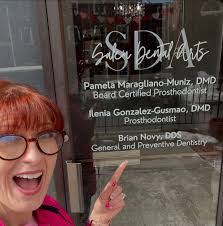 SDA
Salem Dental Arts
Pamela Maragliano-Muniz, DMD
Board Certified Prosthodontist
Ilenia Gonzalez-Gusmao, DMD
Prosthodontist
Brian Novy, DDS
General and Preventive Dentistry